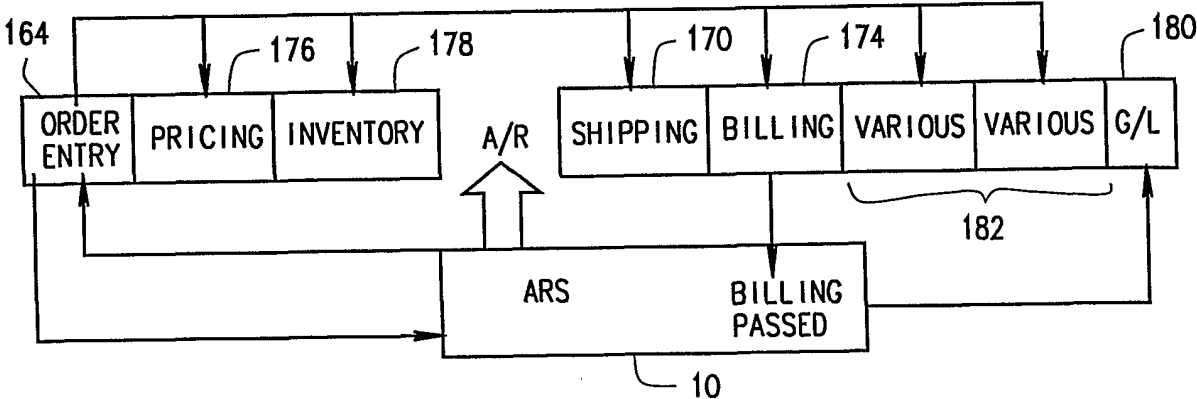 164
176
178
170
174
180
ORDER ENTRY
PRICING
INVENTORY
A/R
SHIPPING
BILLING
VARIOUS
VARIOUS
G/L
182
ARS
BILLING PASSED
10